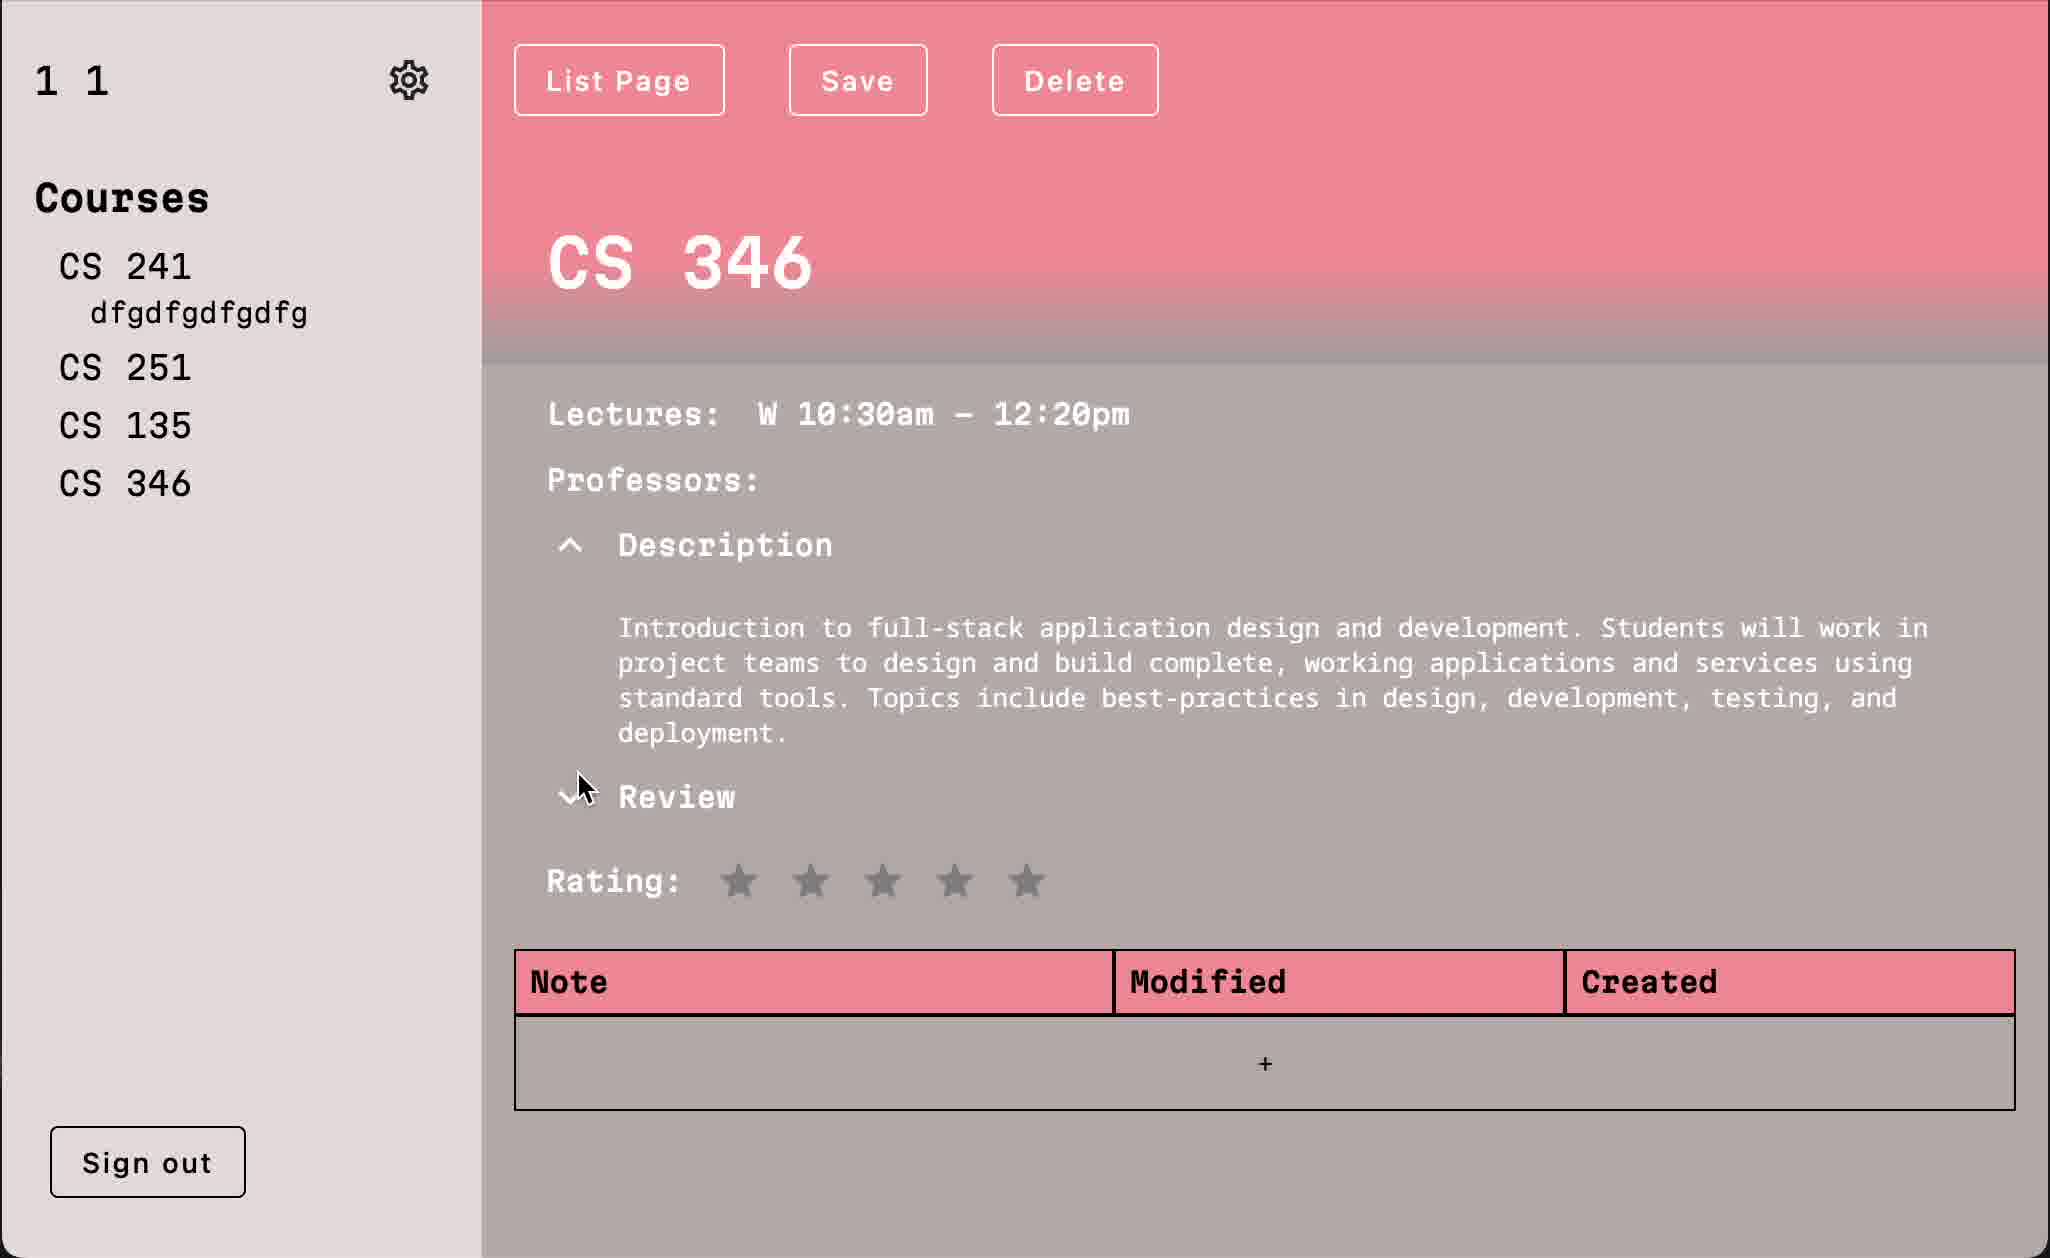 1 1
Courses
CS 241
dfgdfgdfgdfg
CS 251
CS 135
CS 346
Sign out
List Page Save Delete
CS 346
Lectures: W 10:30am - 12:20pm
Professors:
Description
Introduction to full-stack application design and development. Students will work in
project teams to design and build complete, working applications and services using
standard tools. Topics include best-practices in design, development, testing, and
deployment.
Review
Rating:
Note Modified Created
+